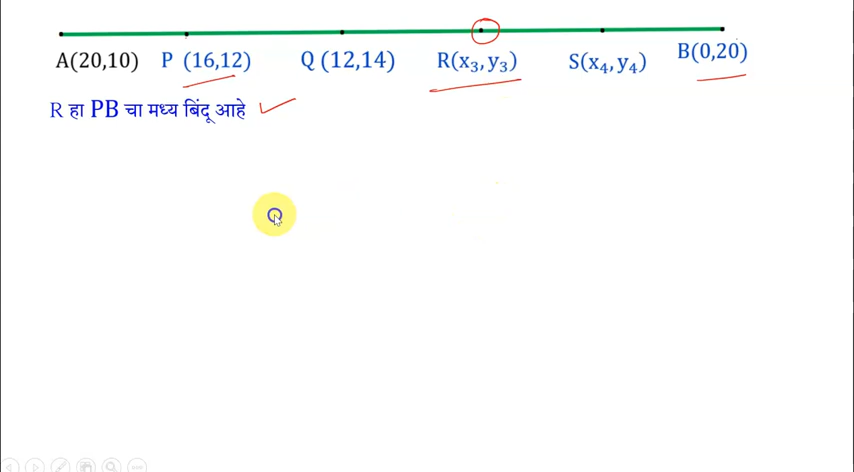 A(20,10) P (16,12) Q (12,14) R(x₃,y₃) S(x₄,y₄) B(0,20)
R हा PB चा मध्य बिंदू आहे